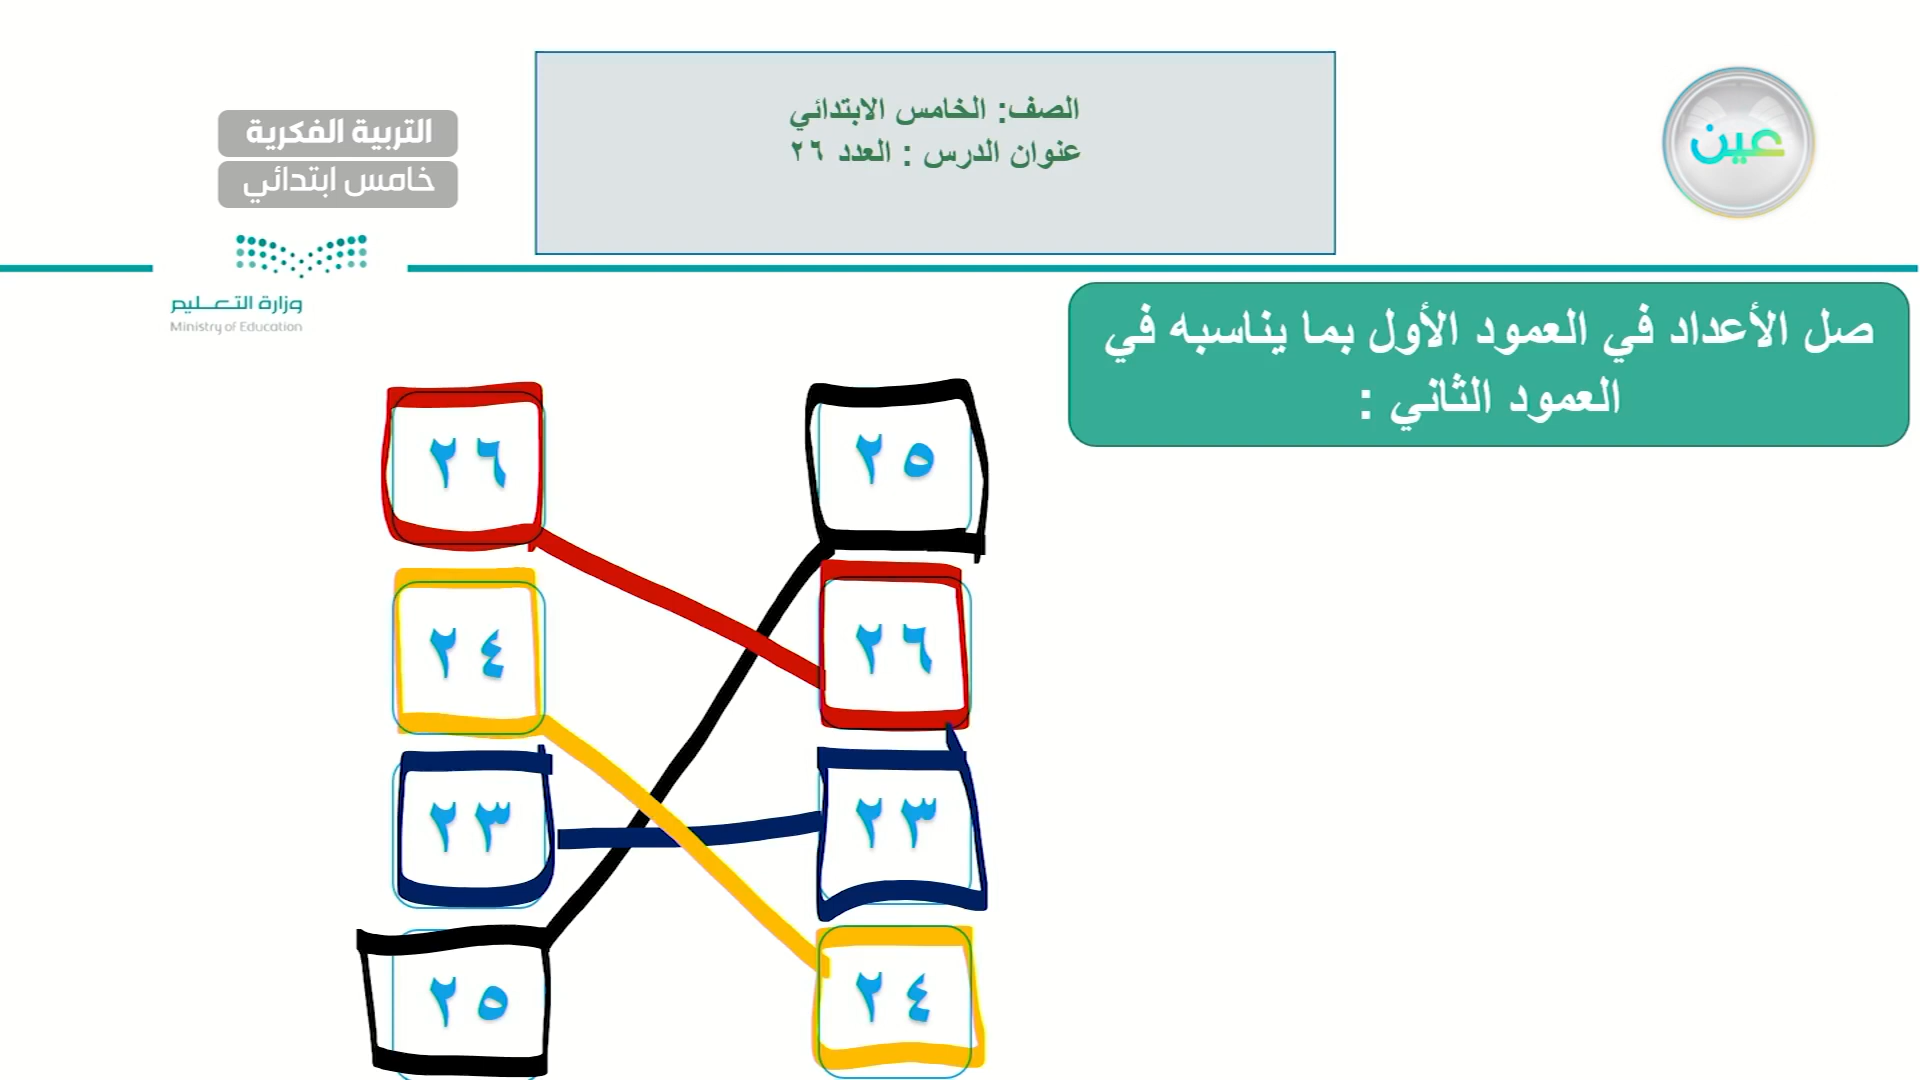 الصف: الخامس الابتدائي
عنوان الدرس : العدد ٢٦
عين
التربية الفكرية
خامس ابتدائي
وزارة التعليم
Ministry of Education
صل الأعداد في العمود الأول بما يناسبه في
العمود الثاني :
٢٥
٢٦
٢٣
٢٤
٢٦
٢٤
٢٣
٢٥